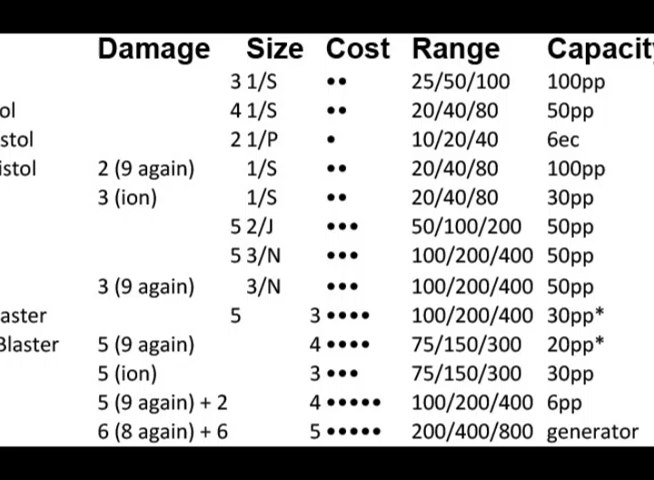 Damage Size Cost Range Capacity
3 1/S •• 25/50/100 100pp
ol 4 1/S •• 20/40/80 50pp
stol 2 1/P • 10/20/40 6ec
istol 2 (9 again) 1/S •• 20/40/80 100pp
3 (ion) 1/S •• 20/40/80 30pp
5 2/J ••• 50/100/200 50pp
5 3/N ••• 100/200/400 50pp
3 (9 again) 3/N ••• 100/200/400 50pp
aster 5 3 •••• 100/200/400 30pp*
Blaster 5 (9 again) 4 •••• 75/150/300 20pp*
5 (ion) 3 ••• 75/150/300 30pp
5 (9 again) + 2 4 ••••• 100/200/400 6pp
6 (8 again) + 6 5 ••••• 200/400/800 generator